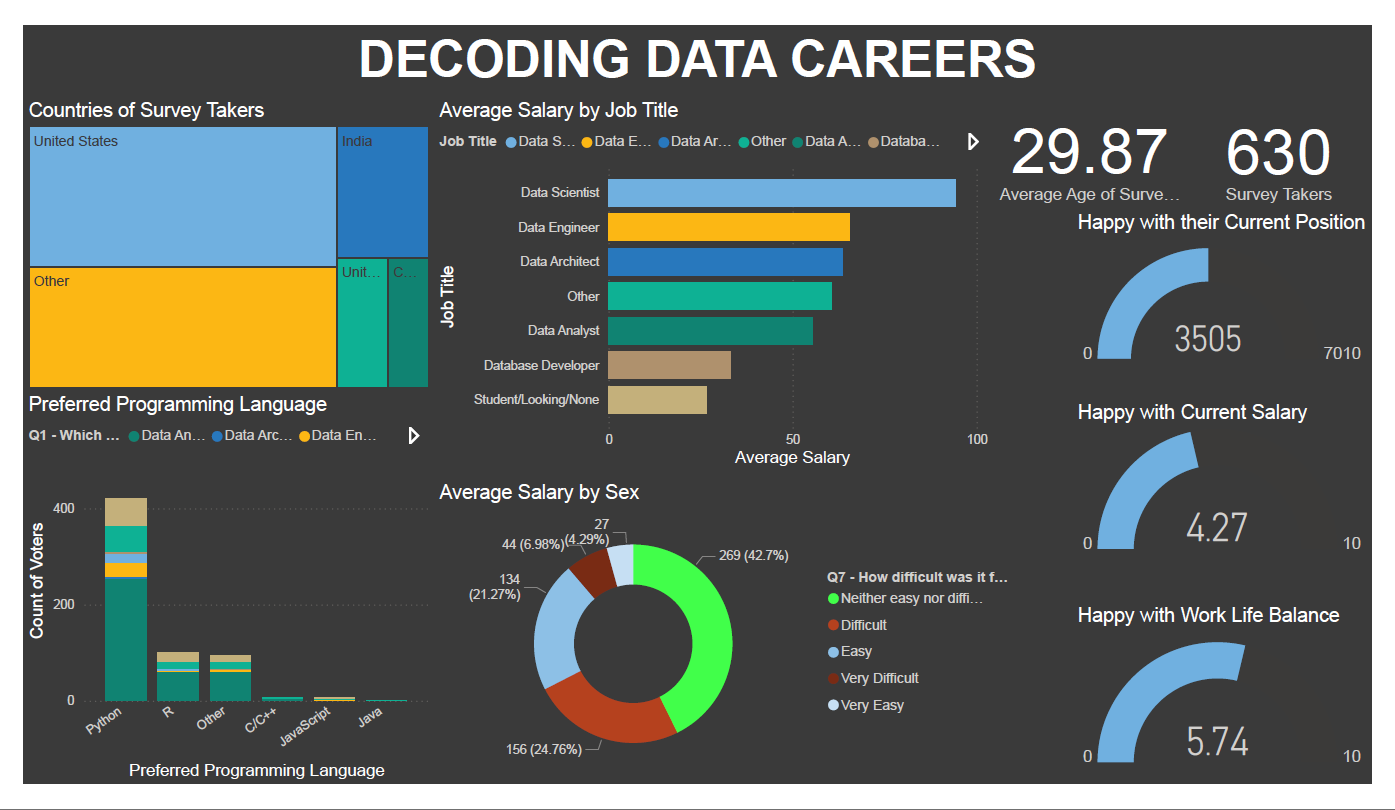 DECODING DATA CAREERS
Countries of Survey Takers
United States
India
Other
Unit...
C...
Preferred Programming Language
Q1 - Which ... Data An... Data Arc... Data En...
Count of Voters
400
200
0
Python
R
Other
C/C++
JavaScript
Java
Preferred Programming Language
Average Salary by Job Title
Job Title Data S... Data E... Data Ar... Other Data A... Databa...
Job Title
Data Scientist
Data Engineer
Data Architect
Other
Data Analyst
Database Developer
Student/Looking/None
0 50 100
Average Salary
Average Salary by Sex
27
(4.29%)
44 (6.98%)
134
(21.27%)
269 (42.7%)
156 (24.76%)
Q7 - How difficult was it f...
Neither easy nor diffi...
Difficult
Easy
Very Difficult
Very Easy
29.87
Average Age of Surve...
630
Survey Takers
Happy with their Current Position
3505
0 7010
Happy with Current Salary
4.27
0 10
Happy with Work Life Balance
5.74
0 10